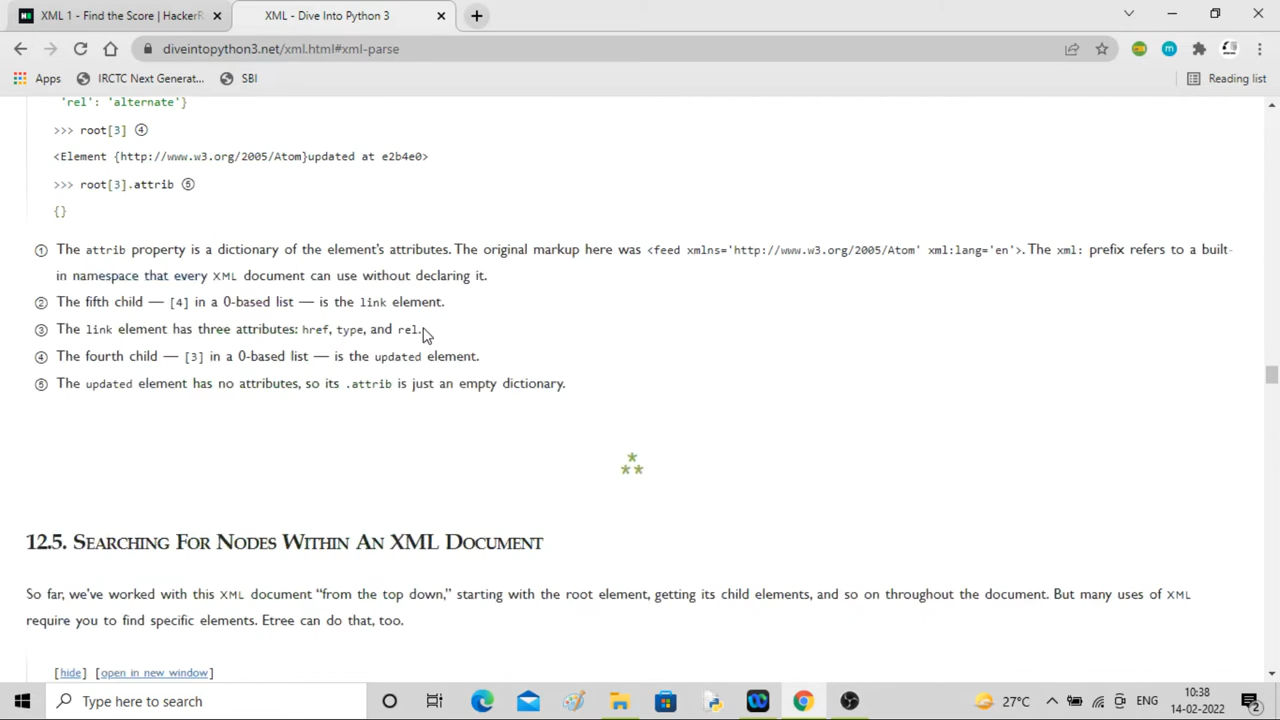 XML 1 - Find the Score | HackerR
XML - Dive Into Python 3
diveintopython3.net/xml.html#xml-parse
Apps
IRCTC Next Generat...
SBI
Reading list
'rel': 'alternate'}
>>> root[3] ④
<Element {http://www.w3.org/2005/Atom}updated at e2b4e0>
>>> root[3].attrib ⑤
{}
① The attrib property is a dictionary of the element's attributes. The original markup here was <feed xmlns='http://www.w3.org/2005/Atom' xml:lang='en'>. The xml: prefix refers to a built-
in namespace that every XML document can use without declaring it.
② The fifth child — [4] in a 0-based list — is the link element.
③ The link element has three attributes: href, type, and rel.
④ The fourth child — [3] in a 0-based list — is the updated element.
⑤ The updated element has no attributes, so its .attrib is just an empty dictionary.
12.5. SEARCHING FOR NODES WITHIN AN XML DOCUMENT
So far, we've worked with this XML document “from the top down,” starting with the root element, getting its child elements, and so on throughout the document. But many uses of XML
require you to find specific elements. Etree can do that, too.
[hide] [open in new window]
Type here to search
27°C
ENG
10:38
14-02-2022
2